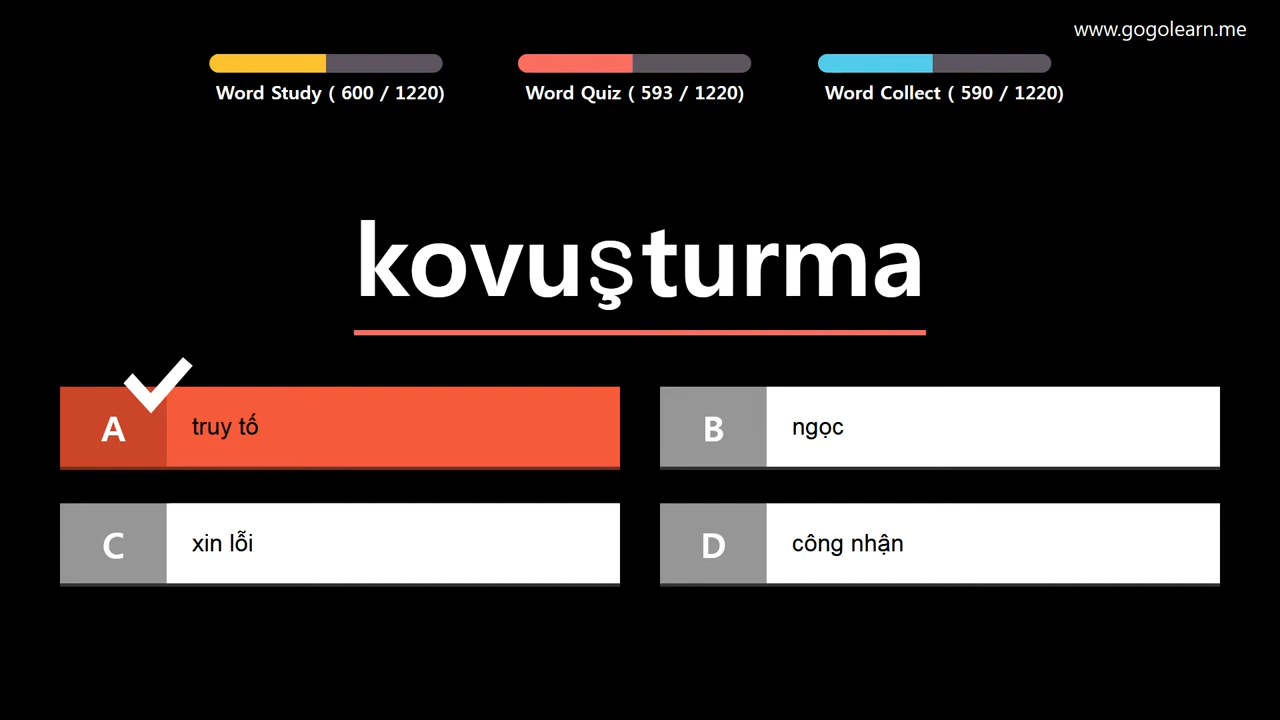 www.gogolearn.me
Word Study ( 600 / 1220)
Word Quiz ( 593 / 1220)
Word Collect ( 590 / 1220)
kovuşturma
A truy tố
B ngọc
C xin lỗi
D công nhận